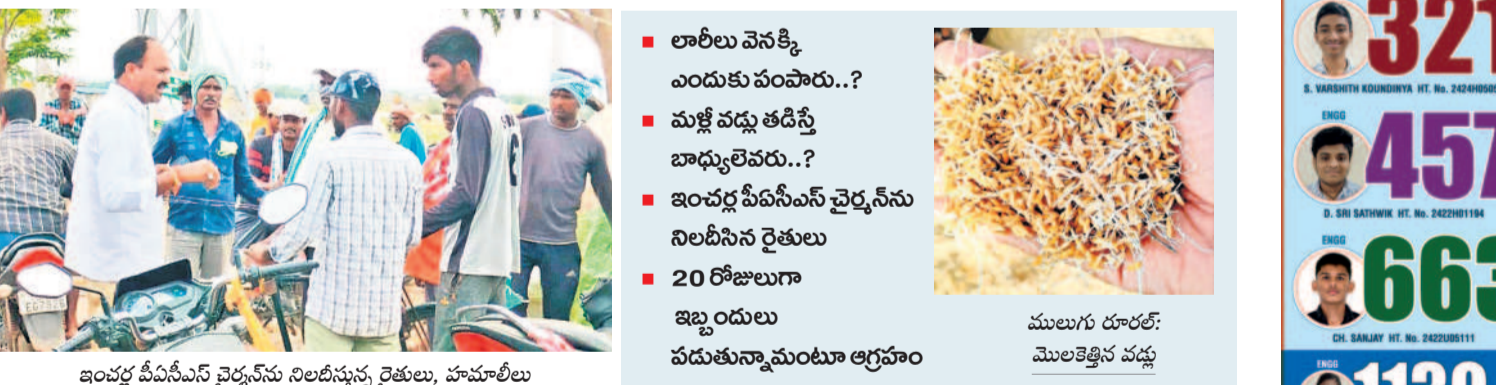 ఇంచర్ల పీఏసీఎస్ చైర్మన్‌ను నిలదీస్తున్న రైతులు, హమాలీలు
■ లారీలు వెనక్కి
ఎందుకు పంపారు..?
■ మళ్లీ వడ్లు తడిస్తే
బాధ్యులెవరు..?
■ ఇంచర్ల పీఏసీఎస్ చైర్మన్‌ను
నిలదీసిన రైతులు
■ 20 రోజులుగా
ఇబ్బందులు
పడుతున్నామంటూ ఆగ్రహం
ములుగు రూరల్:
మొలకెత్తిన వడ్లు
321
S. VARSHITH KOUNDINYA HT. No. 2424H0509
ENGG
457
D. SRI SATHWIK HT. No. 2422H01194
ENGG
663
CH. SANJAY HT. No. 2422U05111
ENGG